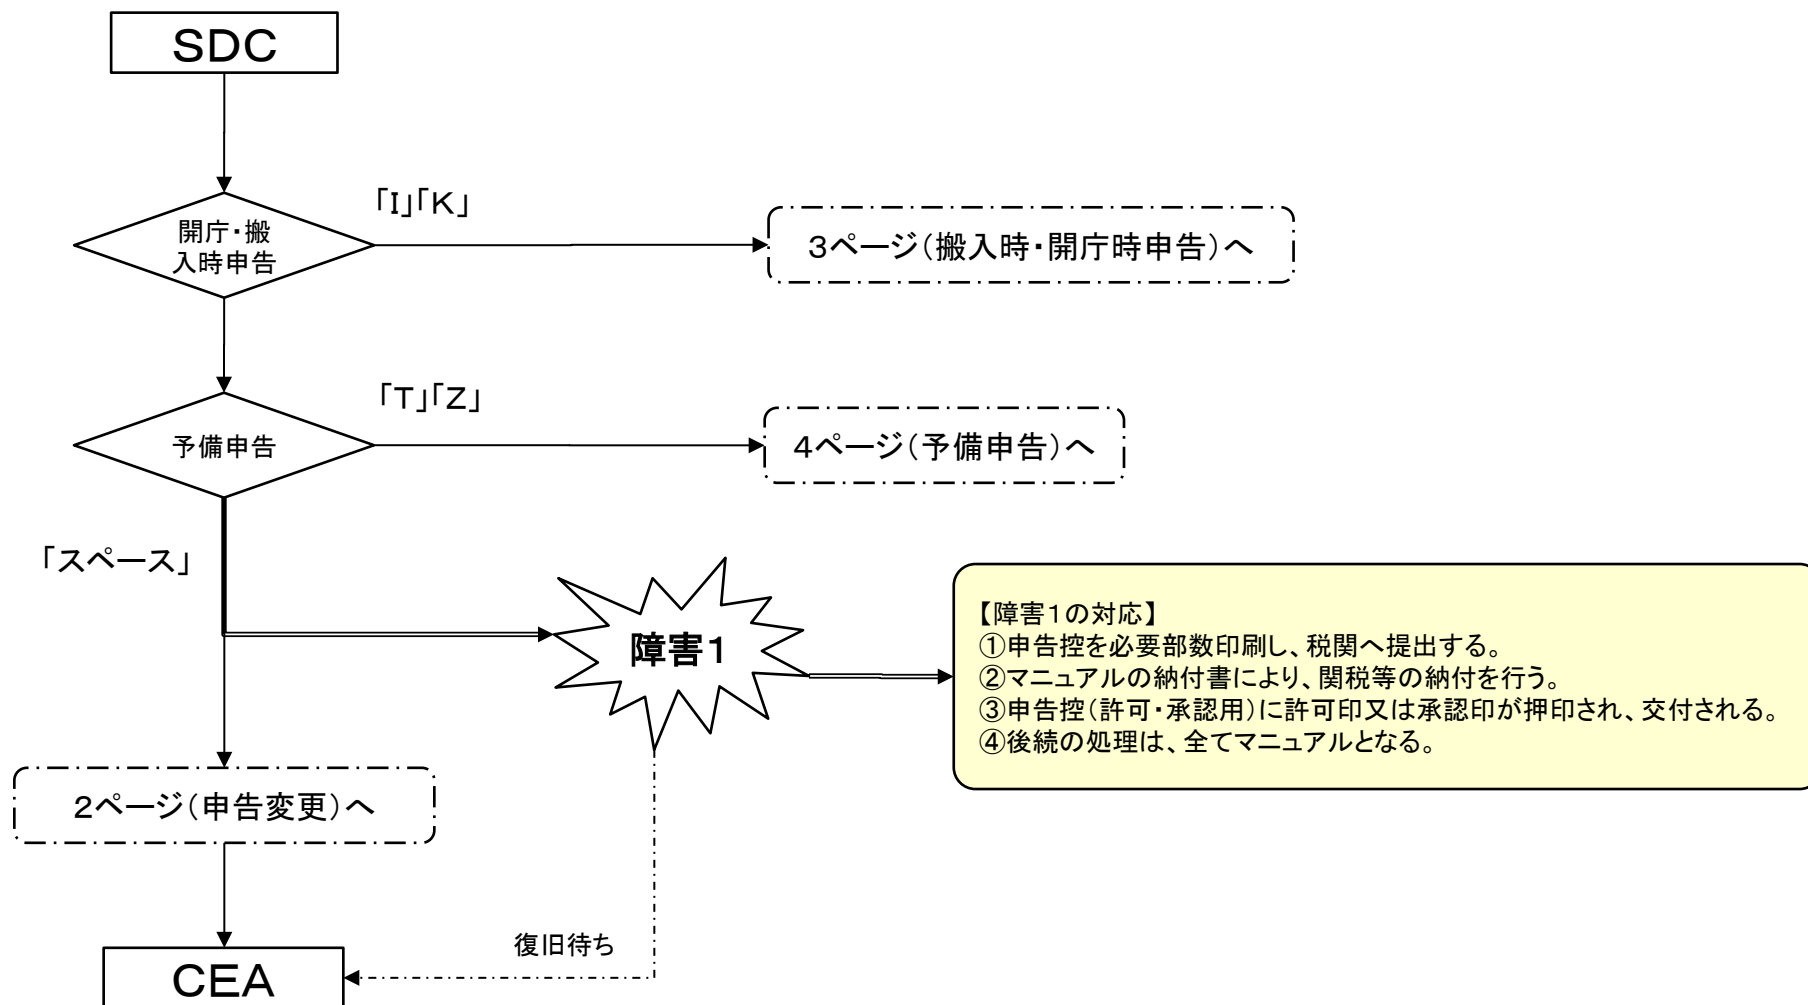 SDC
「I」「K」
開庁・搬
入時申告
3ページ(搬入時・開庁時申告)へ
「T」「Z」
予備申告
4ページ(予備申告)へ
「スペース」
障害1
【障害1の対応】
①申告控を必要部数印刷し、税関へ提出する。
②マニュアルの納付書により、関税等の納付を行う。
③申告控(許可・承認用)に許可印又は承認印が押印され、交付される。
④後続の処理は、全てマニュアルとなる。
2ページ(申告変更)へ
復旧待ち
CEA